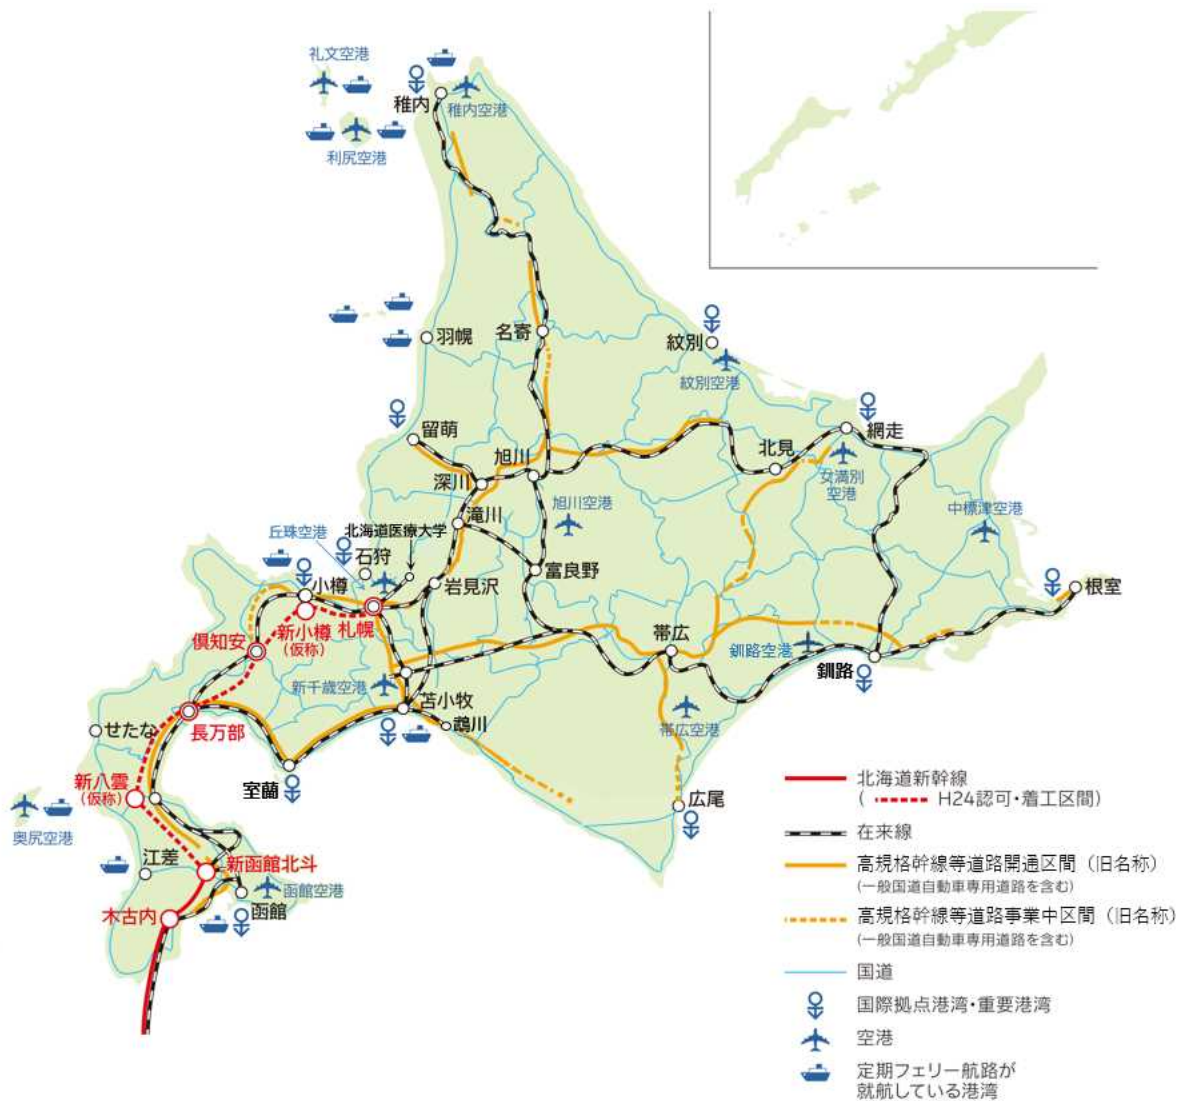 礼文空港
稚内
稚内空港
利尻空港
羽幌
名寄
紋別
紋別空港
留萌
旭川
北見
網走
女満別
空港
深川
旭川空港
中標津空港
滝川
丘珠空港
北海道医療大学
石狩
小樽
岩見沢
富良野
根室
倶知安
新小樽
(仮称)
札幌
帯広
釧路空港
釧路
新千歳空港
苫小牧
鵡川
せたな
長万部
帯広空港
新八雲
(仮称)
室蘭
広尾
奥尻空港
江差
新函館北斗
函館空港
函館
木古内
北海道新幹線
( H24認可・着工区間)
在来線
高規格幹線等道路開通区間（旧名称）
(一般国道自動車専用道路を含む)
高規格幹線等道路事業中区間（旧名称）
(一般国道自動車専用道路を含む)
国道
国際拠点港湾・重要港湾
空港
定期フェリー航路が
就航している港湾